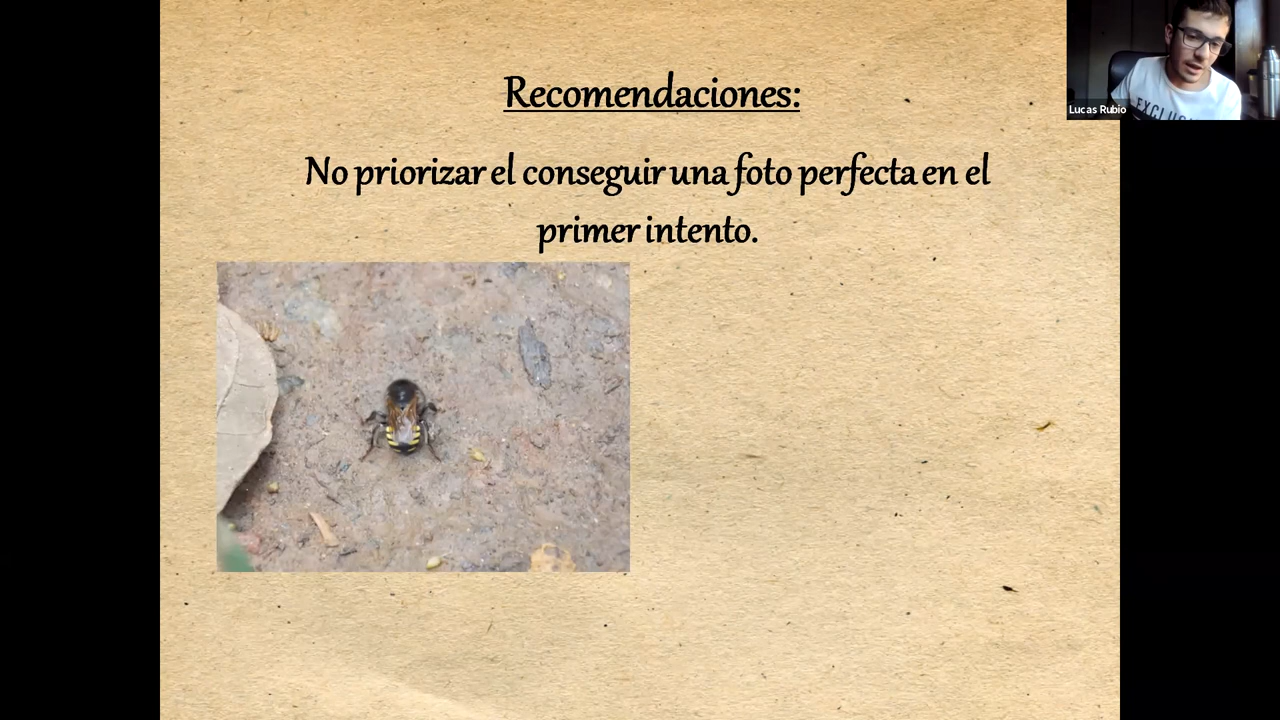 Recomendaciones:
No priorizar el conseguir una foto perfecta en el
primer intento.
Lucas Rubio